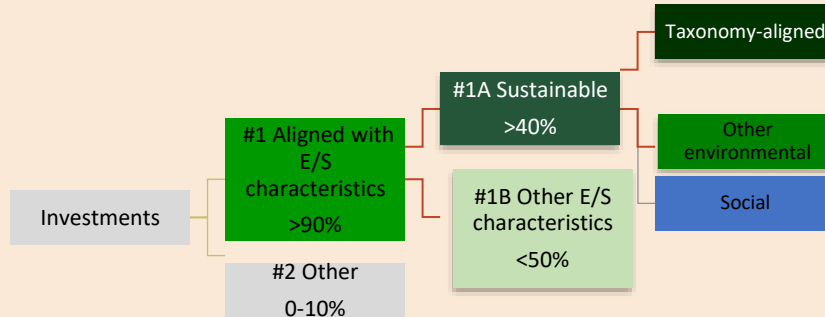 Taxonomy-aligned
#1A Sustainable
>40%
#1 Aligned with
E/S
characteristics
>90%
Other
environmental
#1B Other E/S
characteristics
<50%
Social
Investments
#2 Other
0-10%